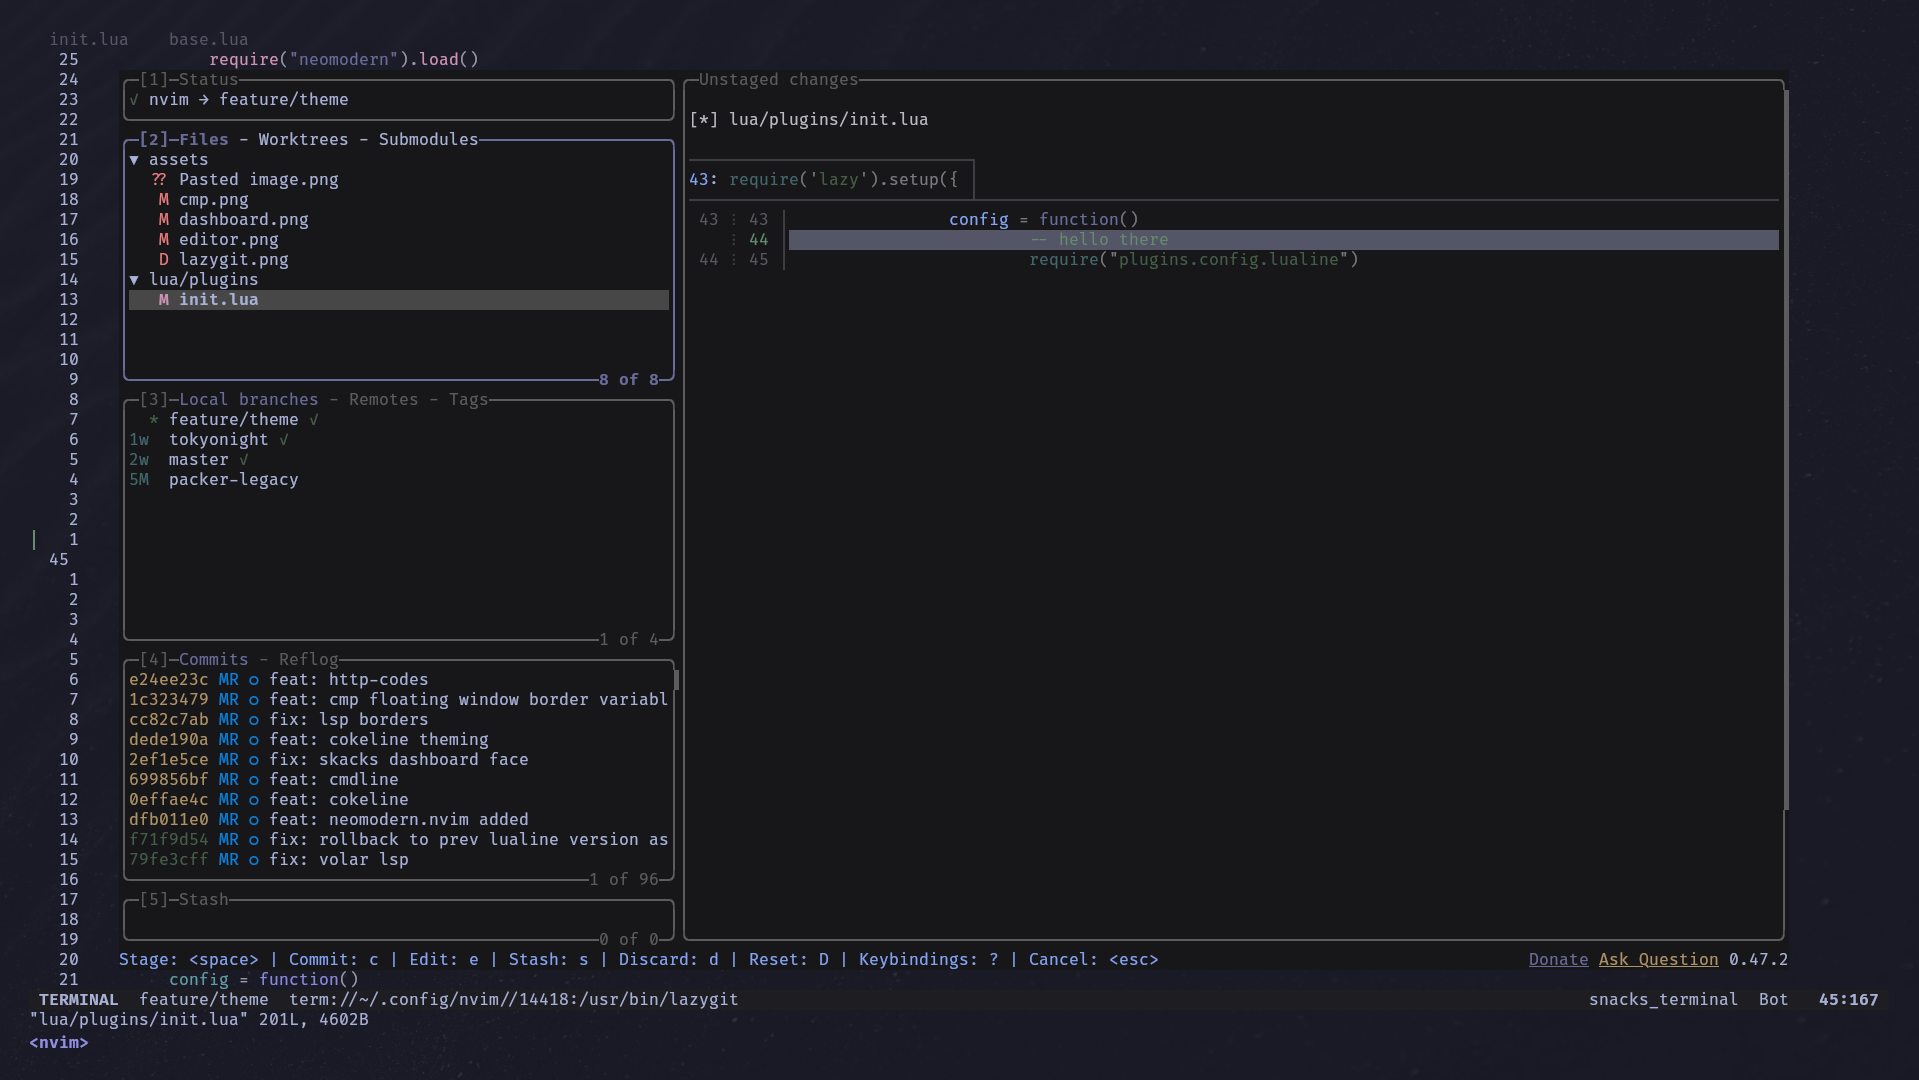 init.lua    base.lua
25             require("neomodern").load()
24
23
22
21
20
19
18
17
16
15
14
13
12
11
10
9
8
7
6
5
4
3
2
1
45
1
2
3
4
5
6
7
8
9
10
11
12
13
14
15
16
17
18
19
20
21         config = function()
[1]─Status
√ nvim → feature/theme
[2]─Files - Worktrees - Submodules
▼ assets
?? Pasted image.png
M cmp.png
M dashboard.png
M editor.png
D lazygit.png
▼ lua/plugins
M init.lua
8 of 8
[3]─Local branches - Remotes - Tags
* feature/theme √
1w  tokyonight √
2w  master √
5M  packer-legacy
1 of 4
[4]─Commits - Reflog
e24ee23c MR o feat: http-codes
1c323479 MR o feat: cmp floating window border variabl
cc82c7ab MR o fix: lsp borders
dede190a MR o feat: cokeline theming
2ef1e5ce MR o fix: skacks dashboard face
699856bf MR o feat: cmdline
0effae4c MR o feat: cokeline
dfb011e0 MR o feat: neomodern.nvim added
f71f9d54 MR o fix: rollback to prev lualine version as
79fe3cff MR o fix: volar lsp
1 of 96
[5]─Stash
0 of 0
Unstaged changes
[*] lua/plugins/init.lua
43: require('lazy').setup({
43 ⋮ 43 │                config = function()
⋮ 44 │                        -- hello there
44 ⋮ 45 │                        require("plugins.config.lualine")
Stage: <space> | Commit: c | Edit: e | Stash: s | Discard: d | Reset: D | Keybindings: ? | Cancel: <esc>
Donate Ask Question 0.47.2
TERMINAL  feature/theme  term://~/.config/nvim//14418:/usr/bin/lazygit
snacks_terminal  Bot   45:167
"lua/plugins/init.lua" 201L, 4602B
<nvim>